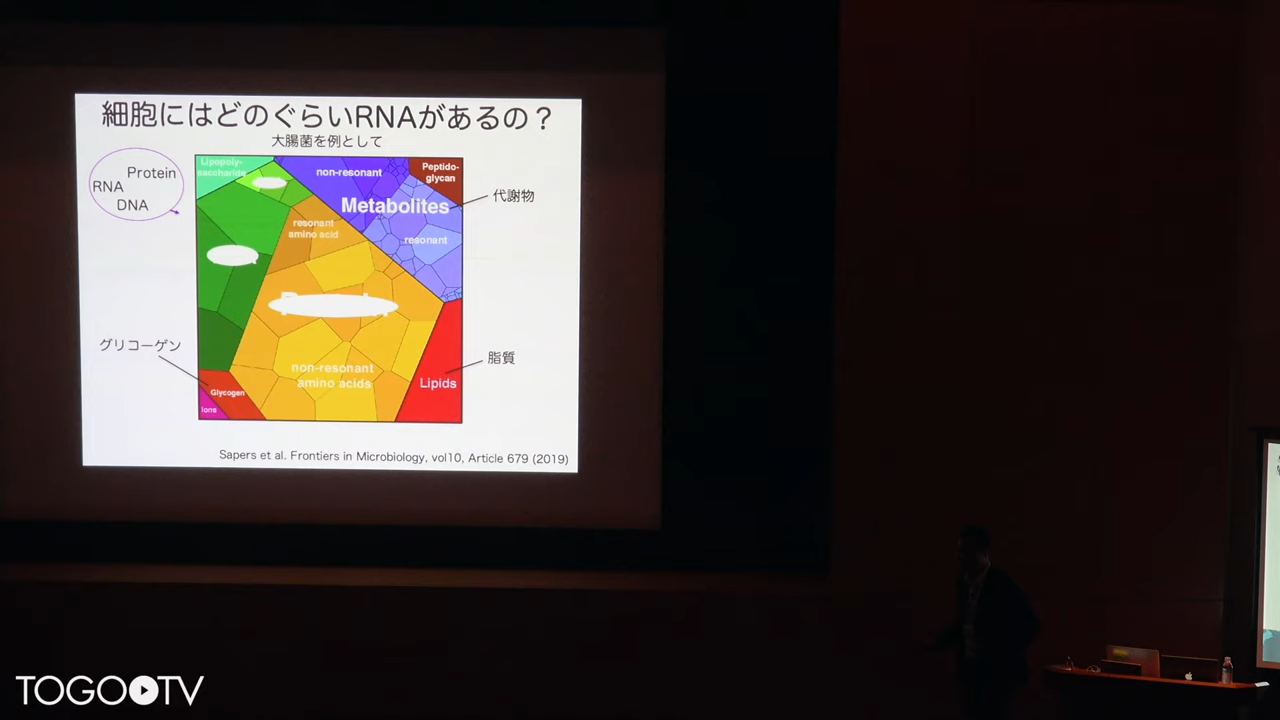 細胞にはどのぐらいRNAがあるの？
大腸菌を例として
Protein
RNA
DNA
Lipopoly-
saccharide
non-resonant
Peptido-
glycan
Metabolites
代謝物
resonant
amino acid
resonant
グリコーゲン
脂質
non-resonant
amino acids
Lipids
Glycogen
Ions
Sapers et al. Frontiers in Microbiology, vol10, Article 679 (2019)
TOGO TV